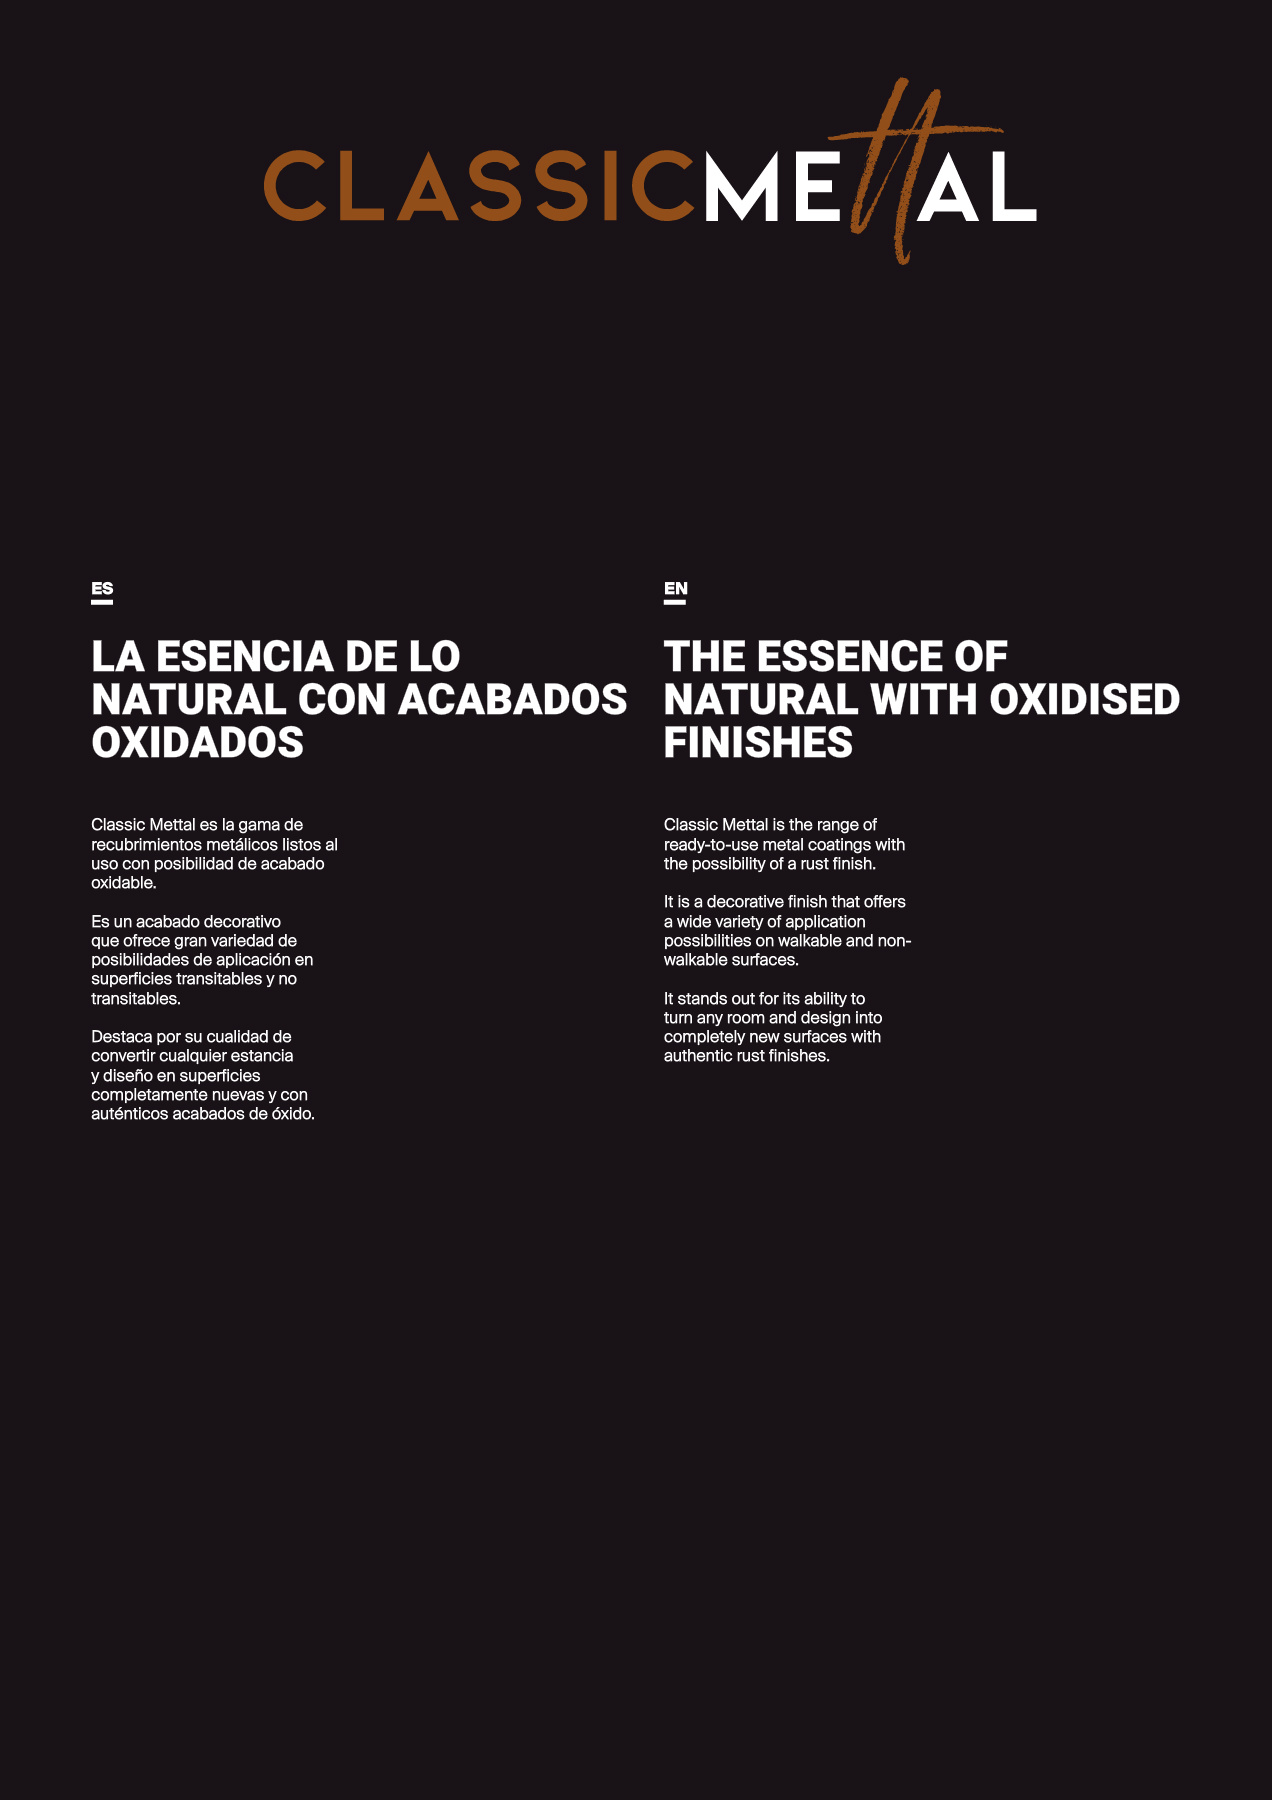 CLASSICMEttAL
ES
LA ESENCIA DE LO
NATURAL CON ACABADOS
OXIDADOS
Classic Mettal es la gama de
recubrimientos metálicos listos al
uso con posibilidad de acabado
oxidable.
Es un acabado decorativo
que ofrece gran variedad de
posibilidades de aplicación en
superficies transitables y no
transitables.
Destaca por su cualidad de
convertir cualquier estancia
y diseño en superficies
completamente nuevas y con
auténticos acabados de óxido.
EN
THE ESSENCE OF
NATURAL WITH OXIDISED
FINISHES
Classic Mettal is the range of
ready-to-use metal coatings with
the possibility of a rust finish.
It is a decorative finish that offers
a wide variety of application
possibilities on walkable and non-
walkable surfaces.
It stands out for its ability to
turn any room and design into
completely new surfaces with
authentic rust finishes.